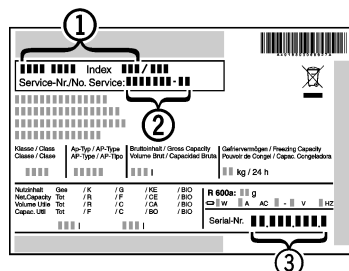 1
Index /
Service-Nr./No. Service: -
2
Klasse / Class
Classe / Clase
Ap-Typ / AP-Type
AP-Type / AP-Tipo
Bruttoinhalt / Gross Capacity
Volume Brut / Capacidad Bruta
l
Gefriervermögen / Freezing Capacity
Pouvoir de Congel / Capac. Congeladora
kg / 24 h
Nutzinhalt Gee / K / G / KE / BIO
Net.Capacity Tot / R / F / CE / BIO
Volume Utile Tot / R / C / CA / BIO
Capac. Util Tot / F / C / BO / BIO
l l
R 600a: g
W A AC - V HZ
Serial-Nr.
3